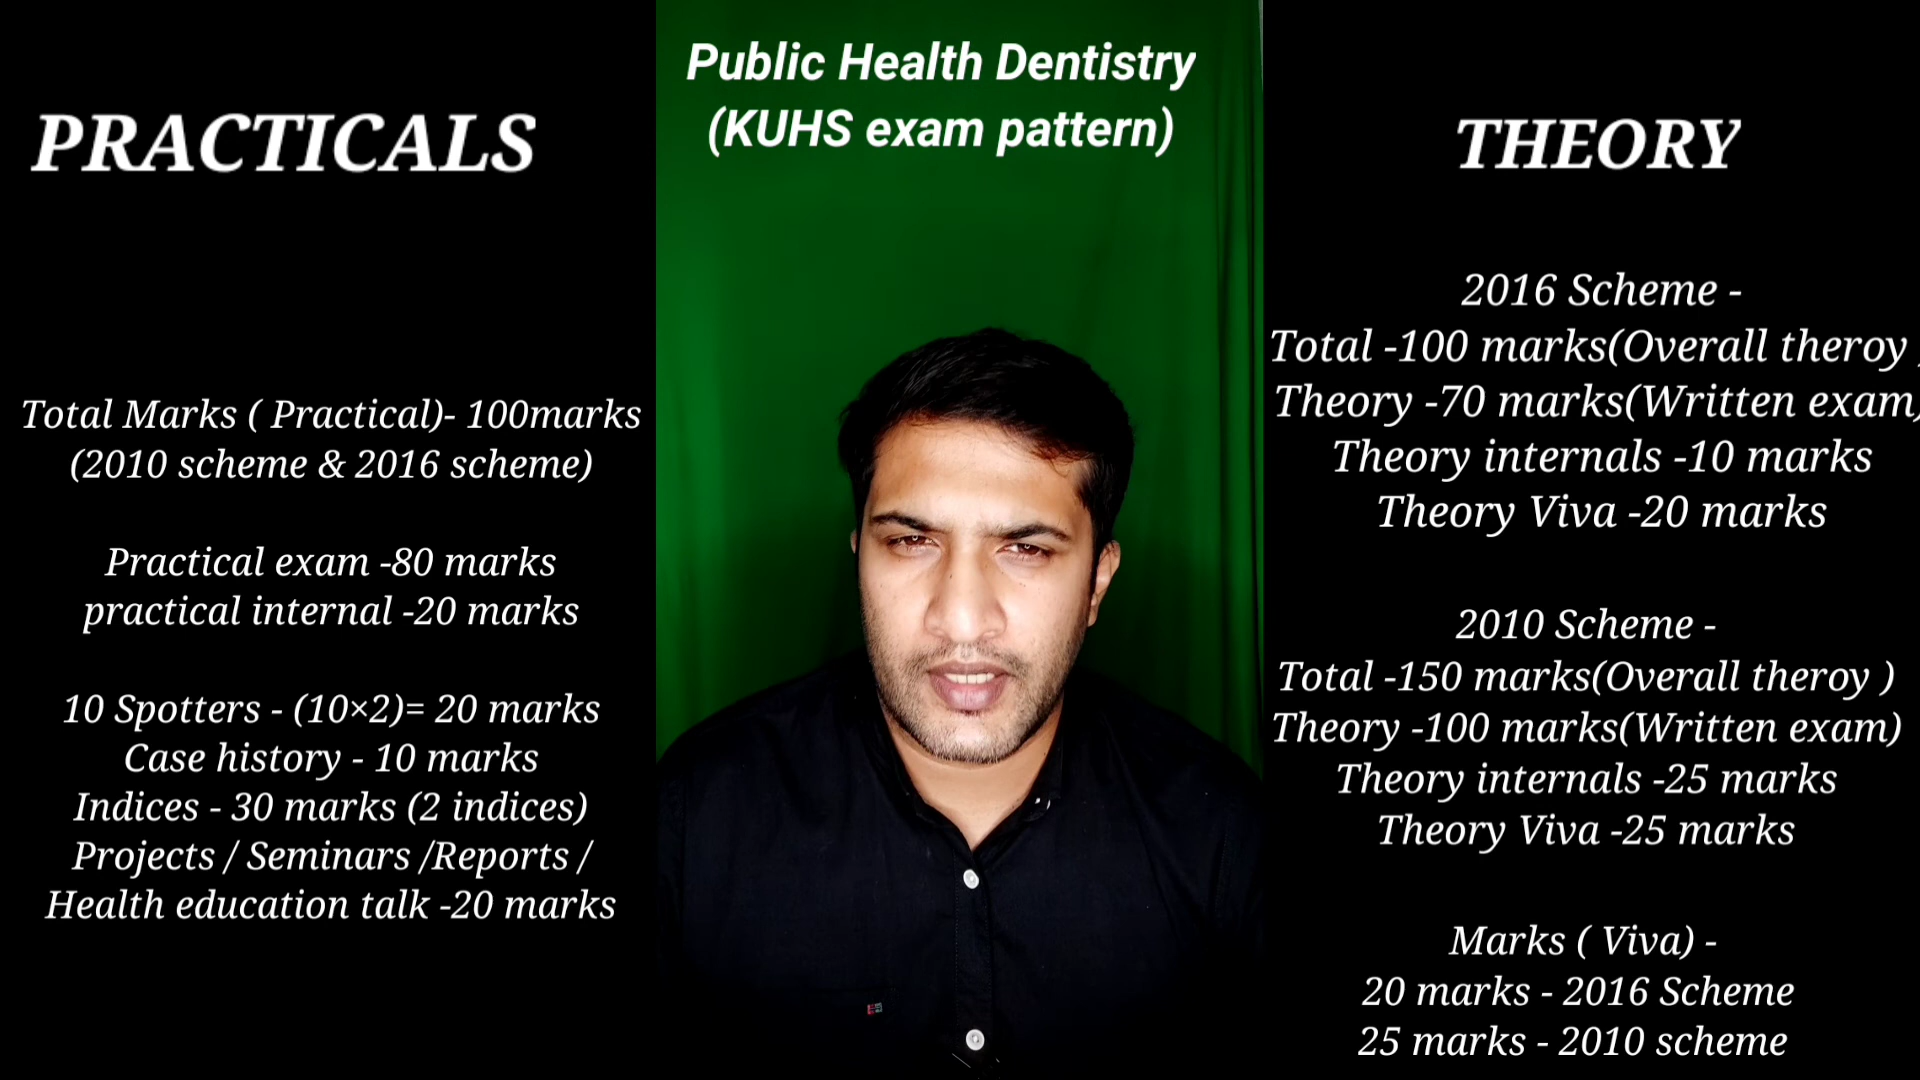 PRACTICALS
Total Marks ( Practical)- 100marks
(2010 scheme & 2016 scheme)
Practical exam -80 marks
practical internal -20 marks
10 Spotters - (10×2)= 20 marks
Case history - 10 marks
Indices - 30 marks (2 indices)
Projects / Seminars /Reports /
Health education talk -20 marks
Public Health Dentistry
(KUHS exam pattern)
THEORY
2016 Scheme -
Total -100 marks(Overall theroy )
Theory -70 marks(Written exam)
Theory internals -10 marks
Theory Viva -20 marks
2010 Scheme -
Total -150 marks(Overall theroy )
Theory -100 marks(Written exam)
Theory internals -25 marks
Theory Viva -25 marks
Marks ( Viva) -
20 marks - 2016 Scheme
25 marks - 2010 scheme